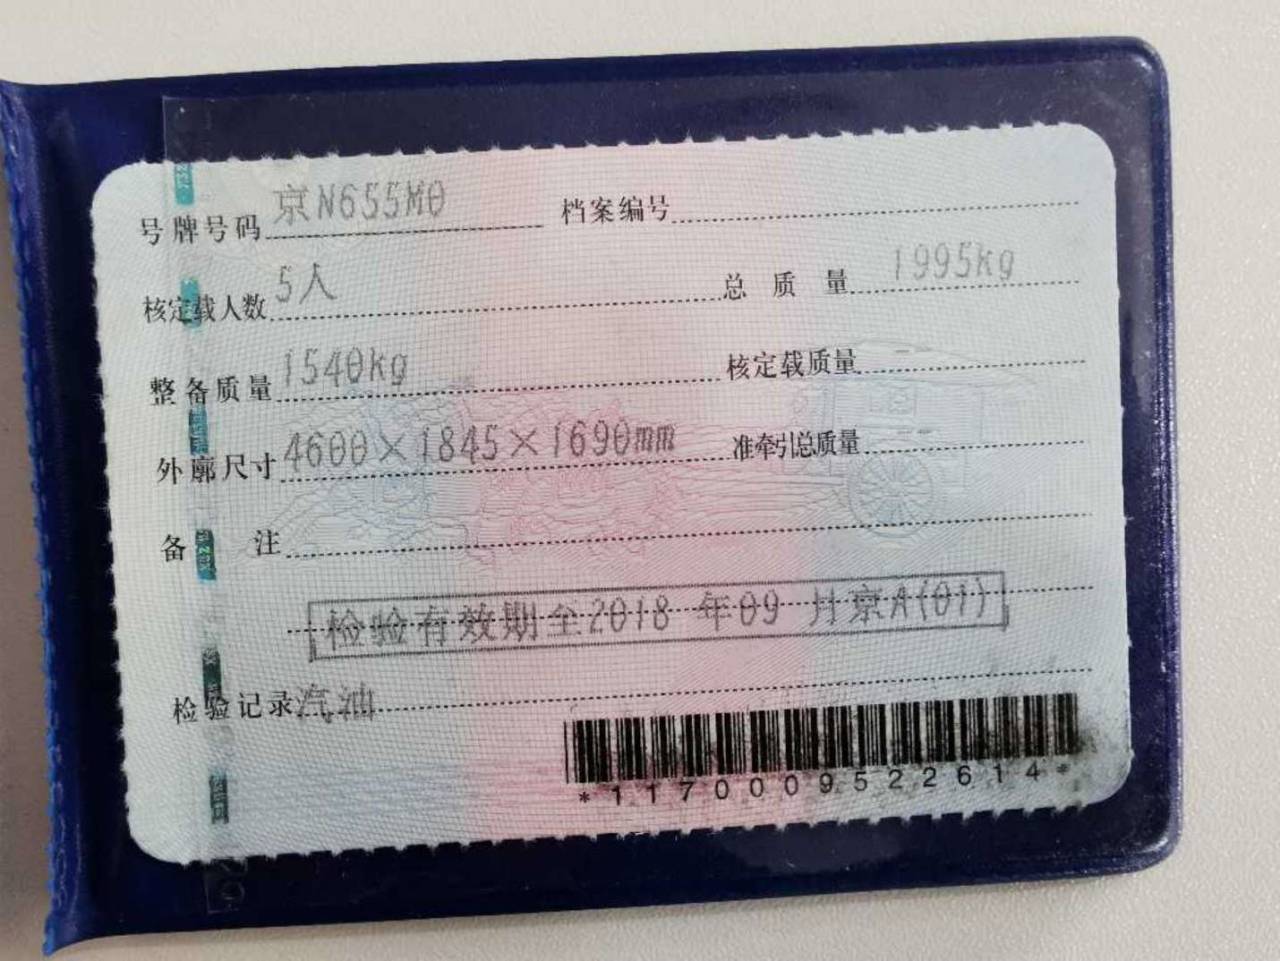 号牌号码 京N655M0 档案编号
核定载人数 5人 总质量 1995kg
整备质量 1540kg 核定载质量
外廓尺寸 4600×1845×1690mm 准牵引总质量
备注
检验有效期至2018年09月京A(01)
检验记录 汽油
*1170009522614*